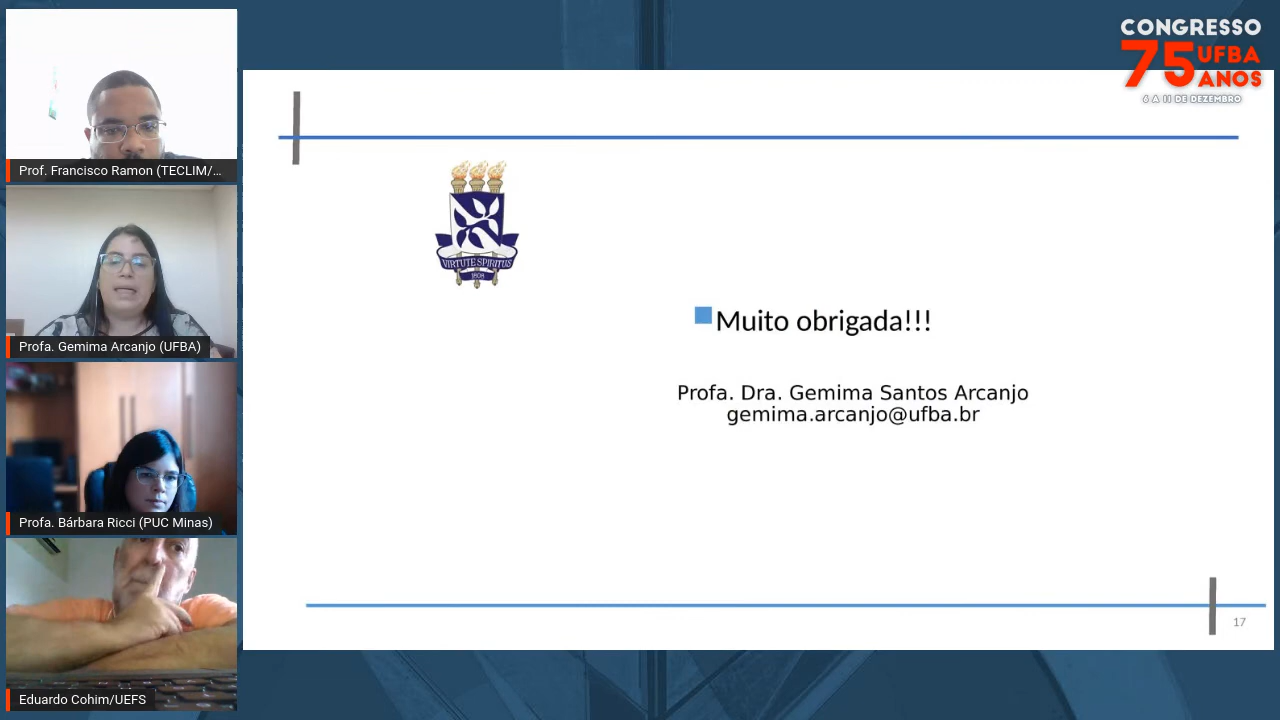 CONGRESSO
75 UFBA
ANOS
6 A 11 DE DEZEMBRO
Prof. Francisco Ramon (TECLIM/...
Profa. Gemima Arcanjo (UFBA)
Profa. Bárbara Ricci (PUC Minas)
Eduardo Cohim/UEFS
VIRTUTE SPIRITUS
1808
Muito obrigada!!!
Profa. Dra. Gemima Santos Arcanjo
gemima.arcanjo@ufba.br
17